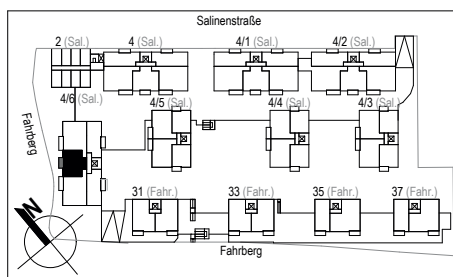 Salinenstraße
2 (Sal.) 4 (Sal.) 4/1 (Sal.) 4/2 (Sal.)
4/6 (Sal.) 4/5 (Sal.) 4/4 (Sal.) 4/3 (Sal.)
Fahrberg
31 (Fahr.) 33 (Fahr.) 35 (Fahr.) 37 (Fahr.)
N
Fahrberg